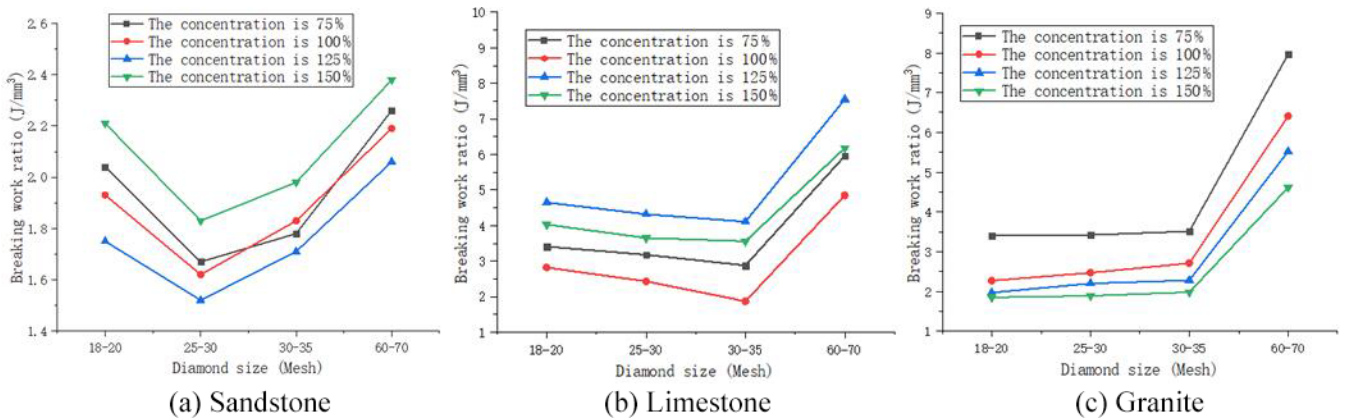 2.6
2.4
2.2
2.0
1.8
1.6
1.4
Breaking work ratio (J/mm³)
The concentration is 75%
The concentration is 100%
The concentration is 125%
The concentration is 150%
18-20
25-30
30-35
60-70
Diamond size (Mesh)
(a) Sandstone
10
9
8
7
6
5
4
3
2
1
Breaking work ratio (J/mm³)
The concentration is 75%
The concentration is 100%
The concentration is 125%
The concentration is 150%
18-20
25-30
30-35
60-70
Diamond size (Mesh)
(b) Limestone
9
8
7
6
5
4
3
2
1
Breaking work ratio (J/mm³)
The concentration is 75%
The concentration is 100%
The concentration is 125%
The concentration is 150%
18-20
25-30
30-35
60-70
Diamond size (Mesh)
(c) Granite